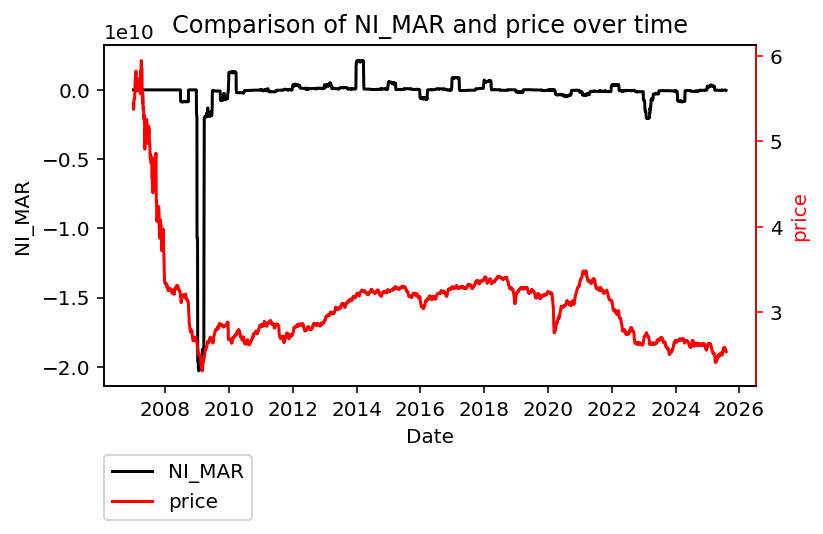 Comparison of NI_MAR and price over time
1e10
0.0
−0.5
−1.0
−1.5
−2.0
NI_MAR
6
5
4
3
price
2008 2010 2012 2014 2016 2018 2020 2022 2024 2026
Date
NI_MAR
price